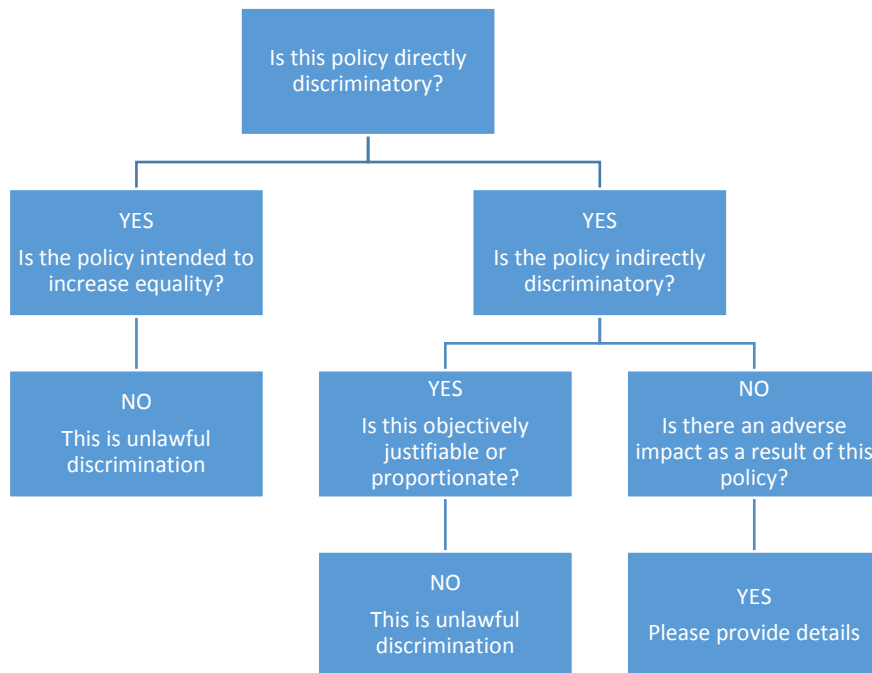 Is this policy directly
discriminatory?
YES
Is the policy intended to
increase equality?
YES
Is the policy indirectly
discriminatory?
NO
This is unlawful
discrimination
YES
Is this objectively
justifiable or
proportionate?
NO
Is there an adverse
impact as a result of this
policy?
NO
This is unlawful
discrimination
YES
Please provide details